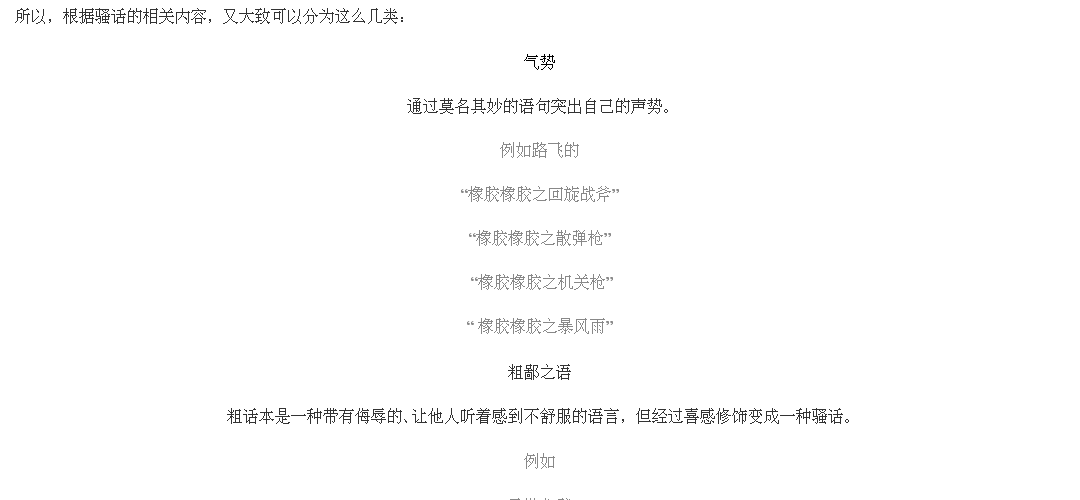 所以，根据骚话的相关内容，又大致可以分为这么几类：
气势
通过莫名其妙的语句突出自己的声势。
例如路飞的
“橡胶橡胶之回旋战斧”
“橡胶橡胶之散弹枪”
“橡胶橡胶之机关枪”
“ 橡胶橡胶之暴风雨”
粗鄙之语
粗话本是一种带有侮辱的、让他人听着感到不舒服的语言，但经过喜感修饰变成一种骚话。
例如